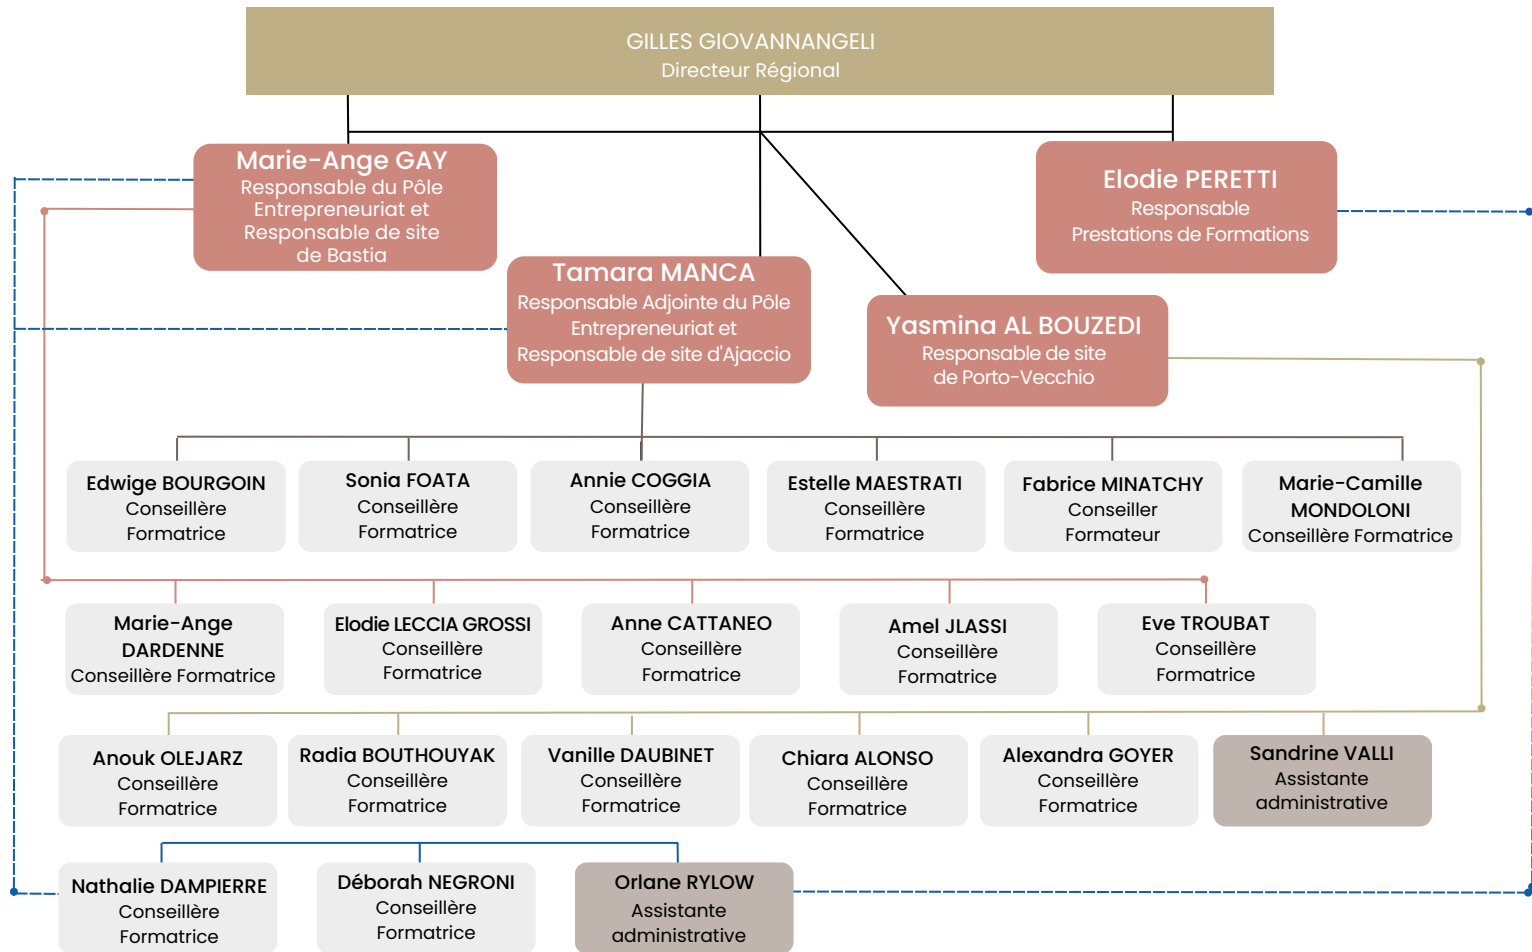 GILLES GIOVANNANGELI
Directeur Régional
Marie-Ange GAY
Responsable du Pôle
Entrepreneuriat et
Responsable de site
de Bastia
Elodie PERETTI
Responsable
Prestations de Formations
Tamara MANCA
Responsable Adjointe du Pôle
Entrepreneuriat et
Responsable de site d'Ajaccio
Yasmina AL BOUZEDI
Responsable de site
de Porto-Vecchio
Edwige BOURGOIN
Conseillère
Formatrice
Sonia FOATA
Conseillère
Formatrice
Annie COGGIA
Conseillère
Formatrice
Estelle MAESTRATI
Conseillère
Formatrice
Fabrice MINATCHY
Conseiller
Formateur
Marie-Camille
MONDOLONI
Conseillère Formatrice
Marie-Ange
DARDENNE
Conseillère Formatrice
Elodie LECCIA GROSSI
Conseillère
Formatrice
Anne CATTANEO
Conseillère
Formatrice
Amel JLASSI
Conseillère
Formatrice
Eve TROUBAT
Conseillère
Formatrice
Anouk OLEJARZ
Conseillère
Formatrice
Radia BOUTHOUYAK
Conseillère
Formatrice
Vanille DAUBINET
Conseillère
Formatrice
Chiara ALONSO
Conseillère
Formatrice
Alexandra GOYER
Conseillère
Formatrice
Sandrine VALLI
Assistante
administrative
Nathalie DAMPIERRE
Conseillère
Formatrice
Déborah NEGRONI
Conseillère
Formatrice
Orlane RYLOW
Assistante
administrative